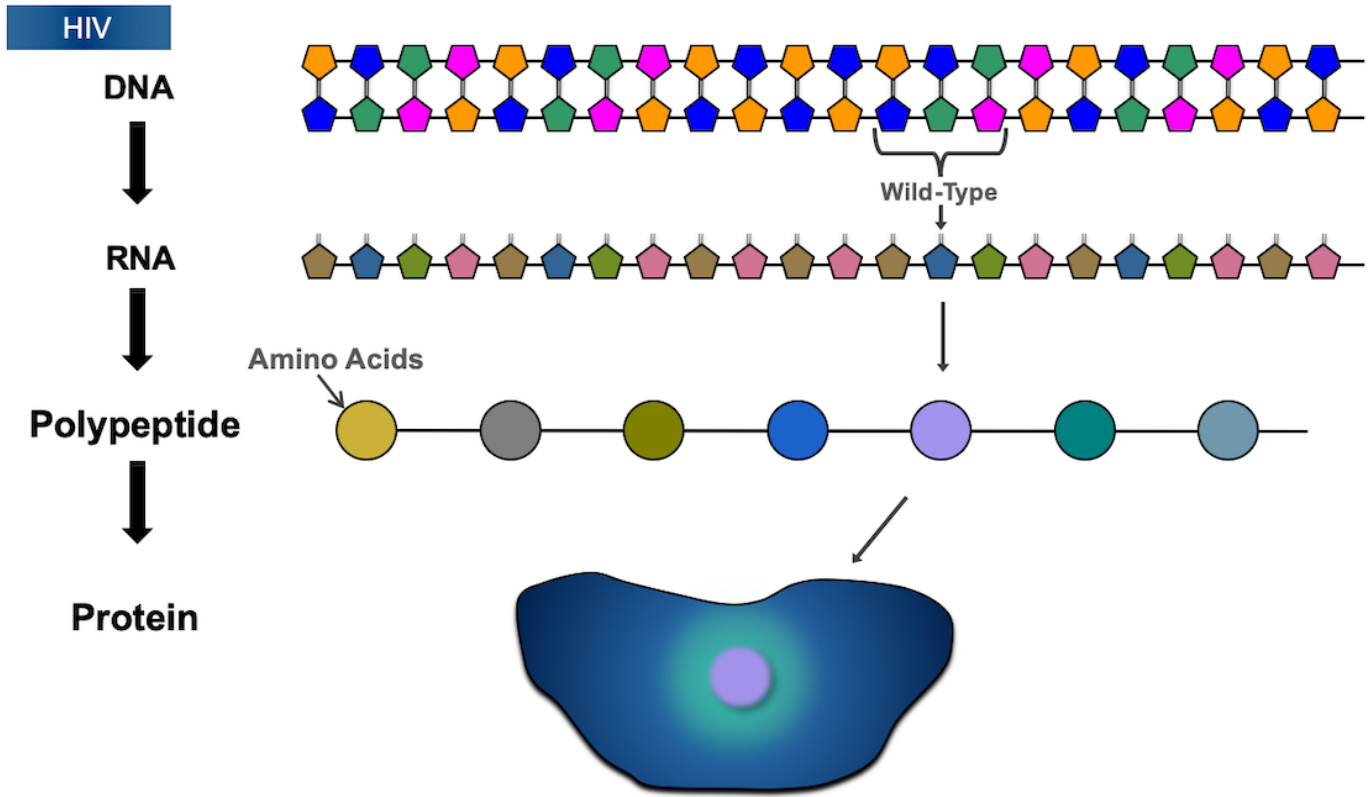 HIV
DNA
Wild-Type
RNA
Amino Acids
Polypeptide
Protein